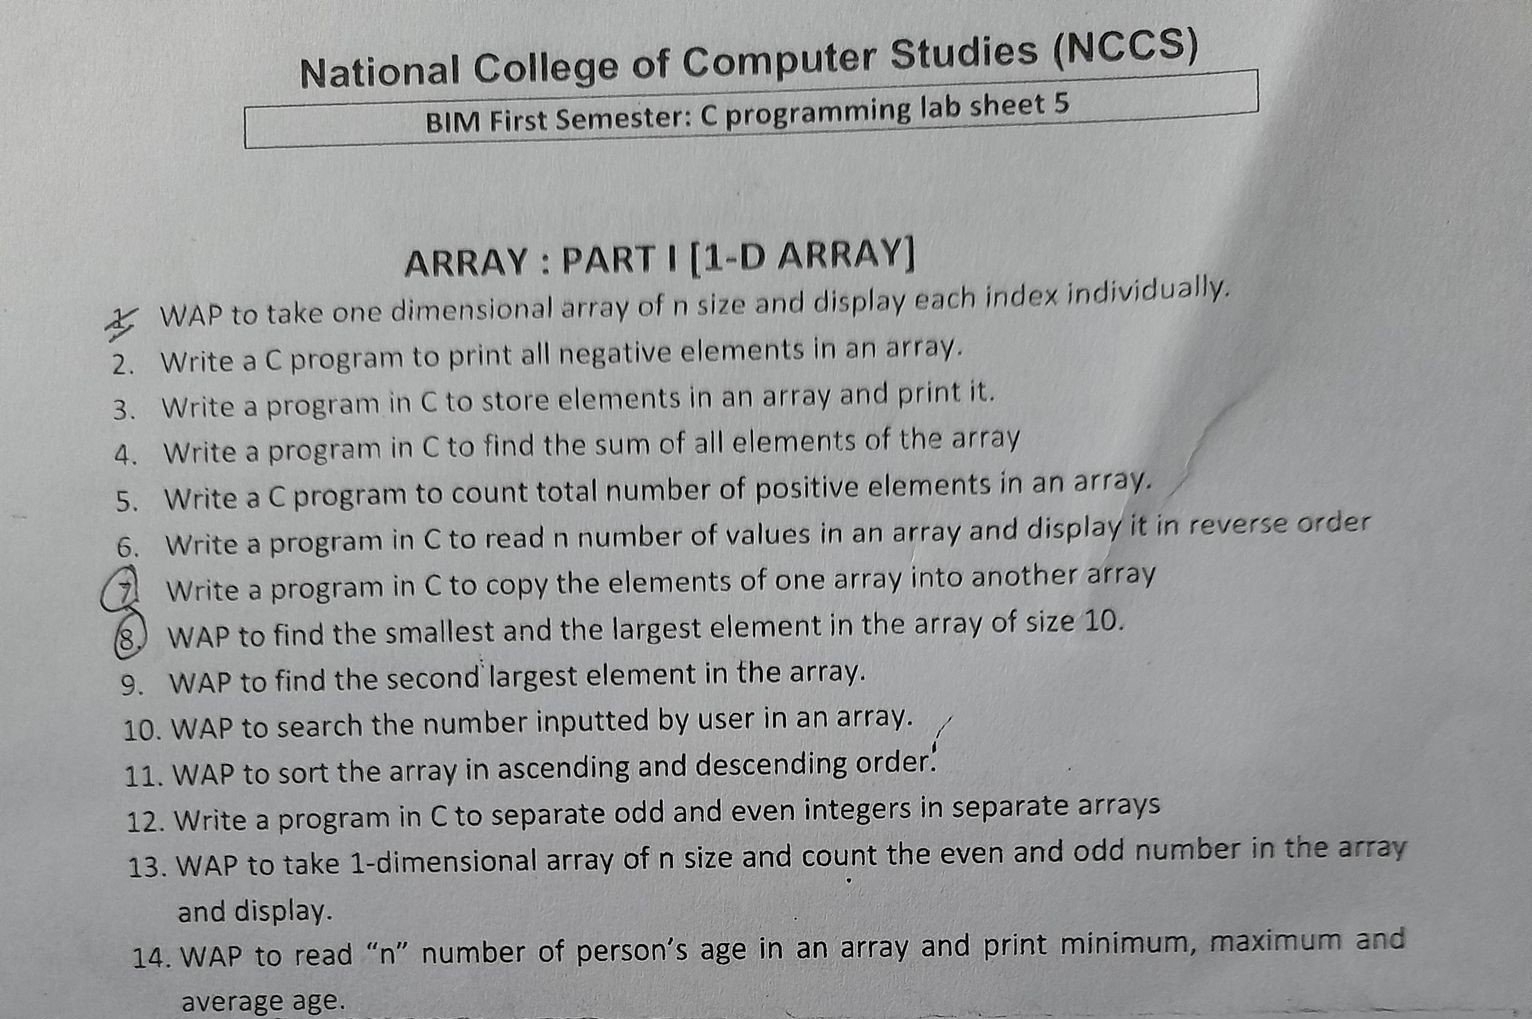 National College of Computer Studies (NCCS)
BIM First Semester: C programming lab sheet 5
ARRAY : PART I [1-D ARRAY]
1. WAP to take one dimensional array of n size and display each index individually.
2. Write a C program to print all negative elements in an array.
3. Write a program in C to store elements in an array and print it.
4. Write a program in C to find the sum of all elements of the array
5. Write a C program to count total number of positive elements in an array.
6. Write a program in C to read n number of values in an array and display it in reverse order
7. Write a program in C to copy the elements of one array into another array
8. WAP to find the smallest and the largest element in the array of size 10.
9. WAP to find the second largest element in the array.
10. WAP to search the number inputted by user in an array.
11. WAP to sort the array in ascending and descending order.
12. Write a program in C to separate odd and even integers in separate arrays
13. WAP to take 1-dimensional array of n size and count the even and odd number in the array
and display.
14. WAP to read “n” number of person’s age in an array and print minimum, maximum and
average age.